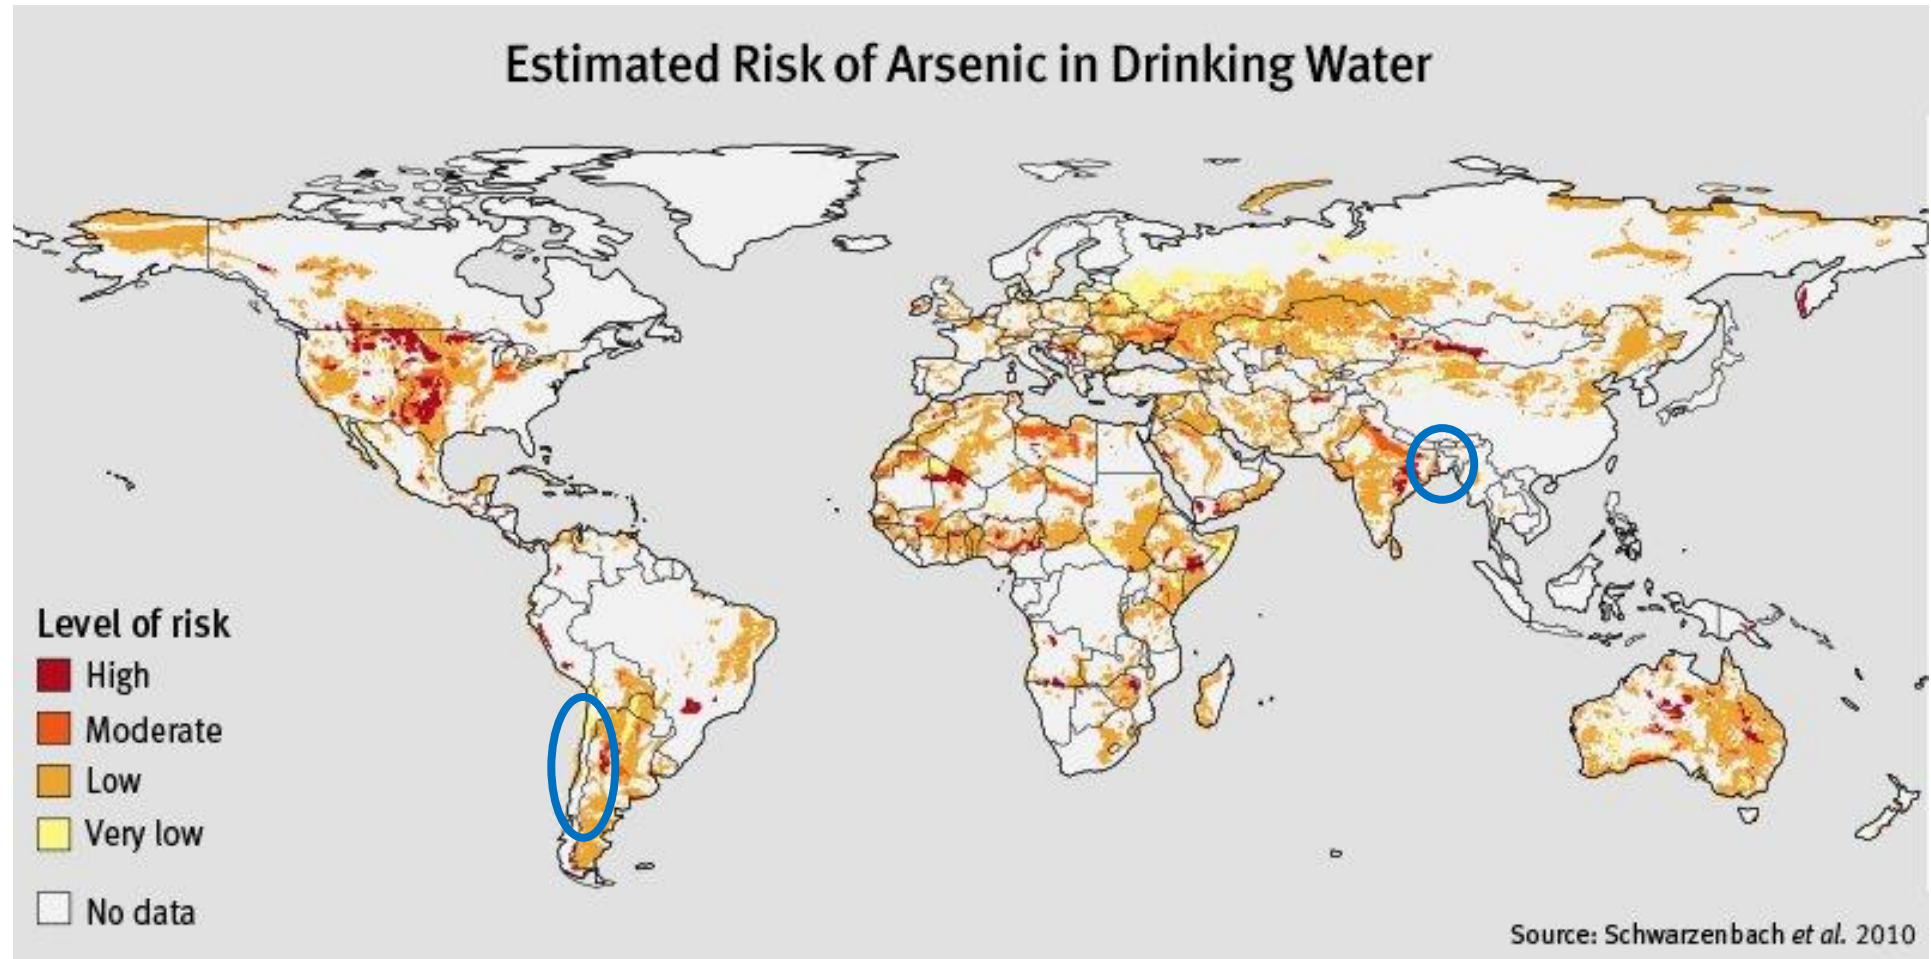 Estimated Risk of Arsenic in Drinking Water
Level of risk
High
Moderate
Low
Very low
No data
Source: Schwarzenbach et al. 2010